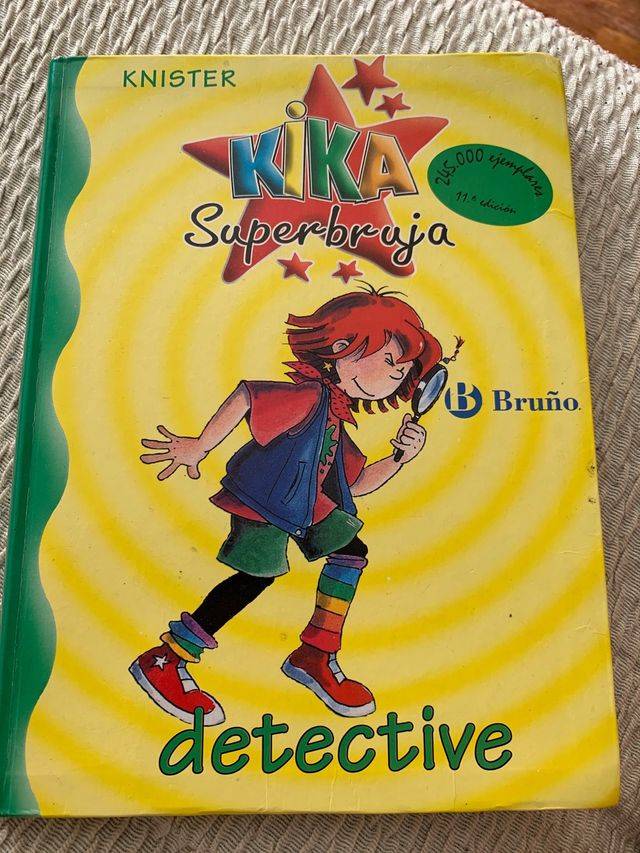 KNISTER
KiKA
Superbruja
245.000 ejemplares
11.ª edición
B Bruño
detective